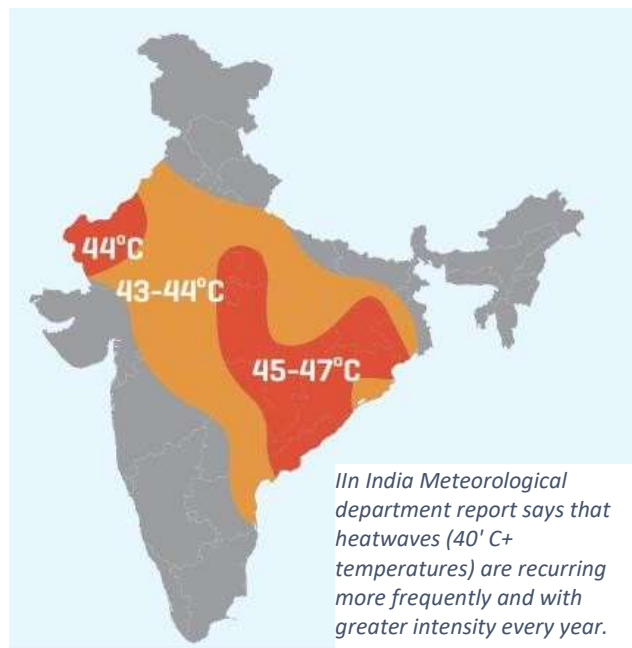 44°C
43-44°C
45-47°C
IIn India Meteorological
department report says that
heatwaves (40' C+
temperatures) are recurring
more frequently and with
greater intensity every year.